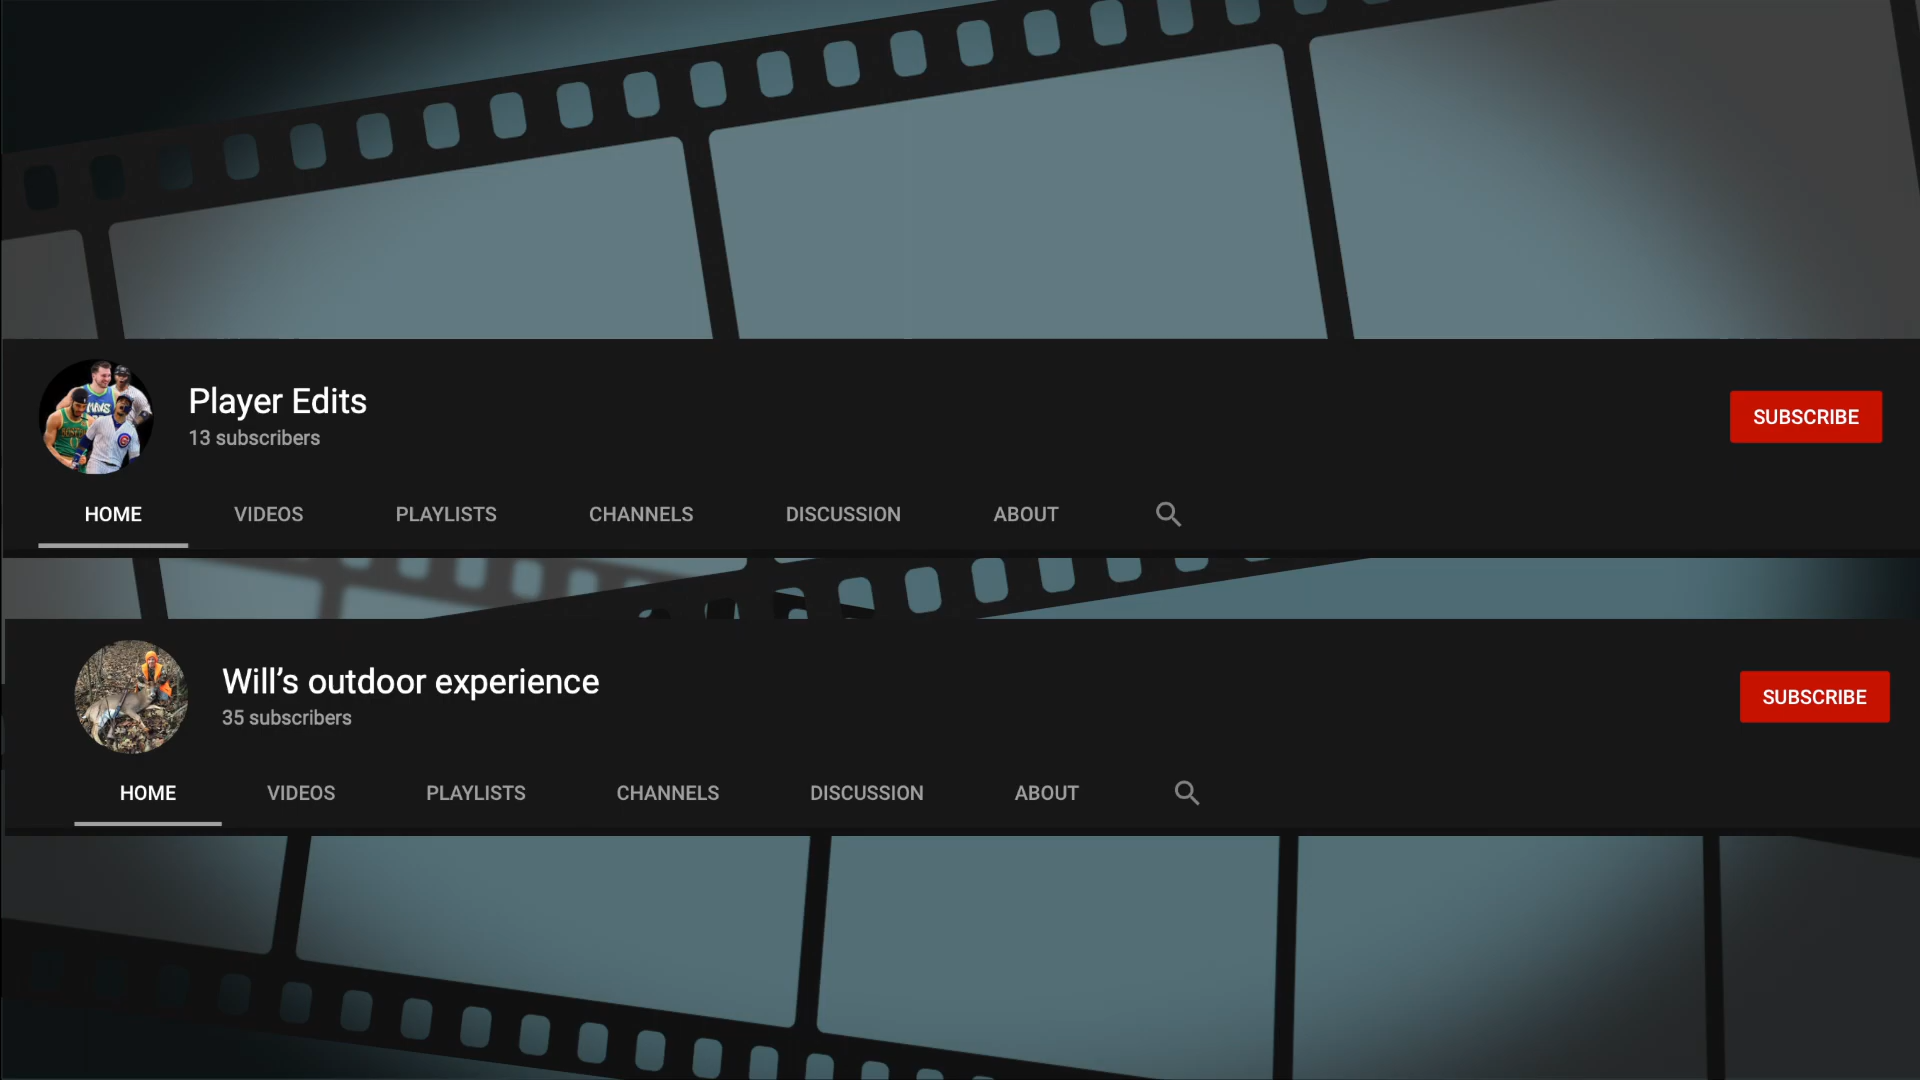 Player Edits
13 subscribers
SUBSCRIBE
HOME VIDEOS PLAYLISTS CHANNELS DISCUSSION ABOUT
Will’s outdoor experience
35 subscribers
SUBSCRIBE
HOME VIDEOS PLAYLISTS CHANNELS DISCUSSION ABOUT